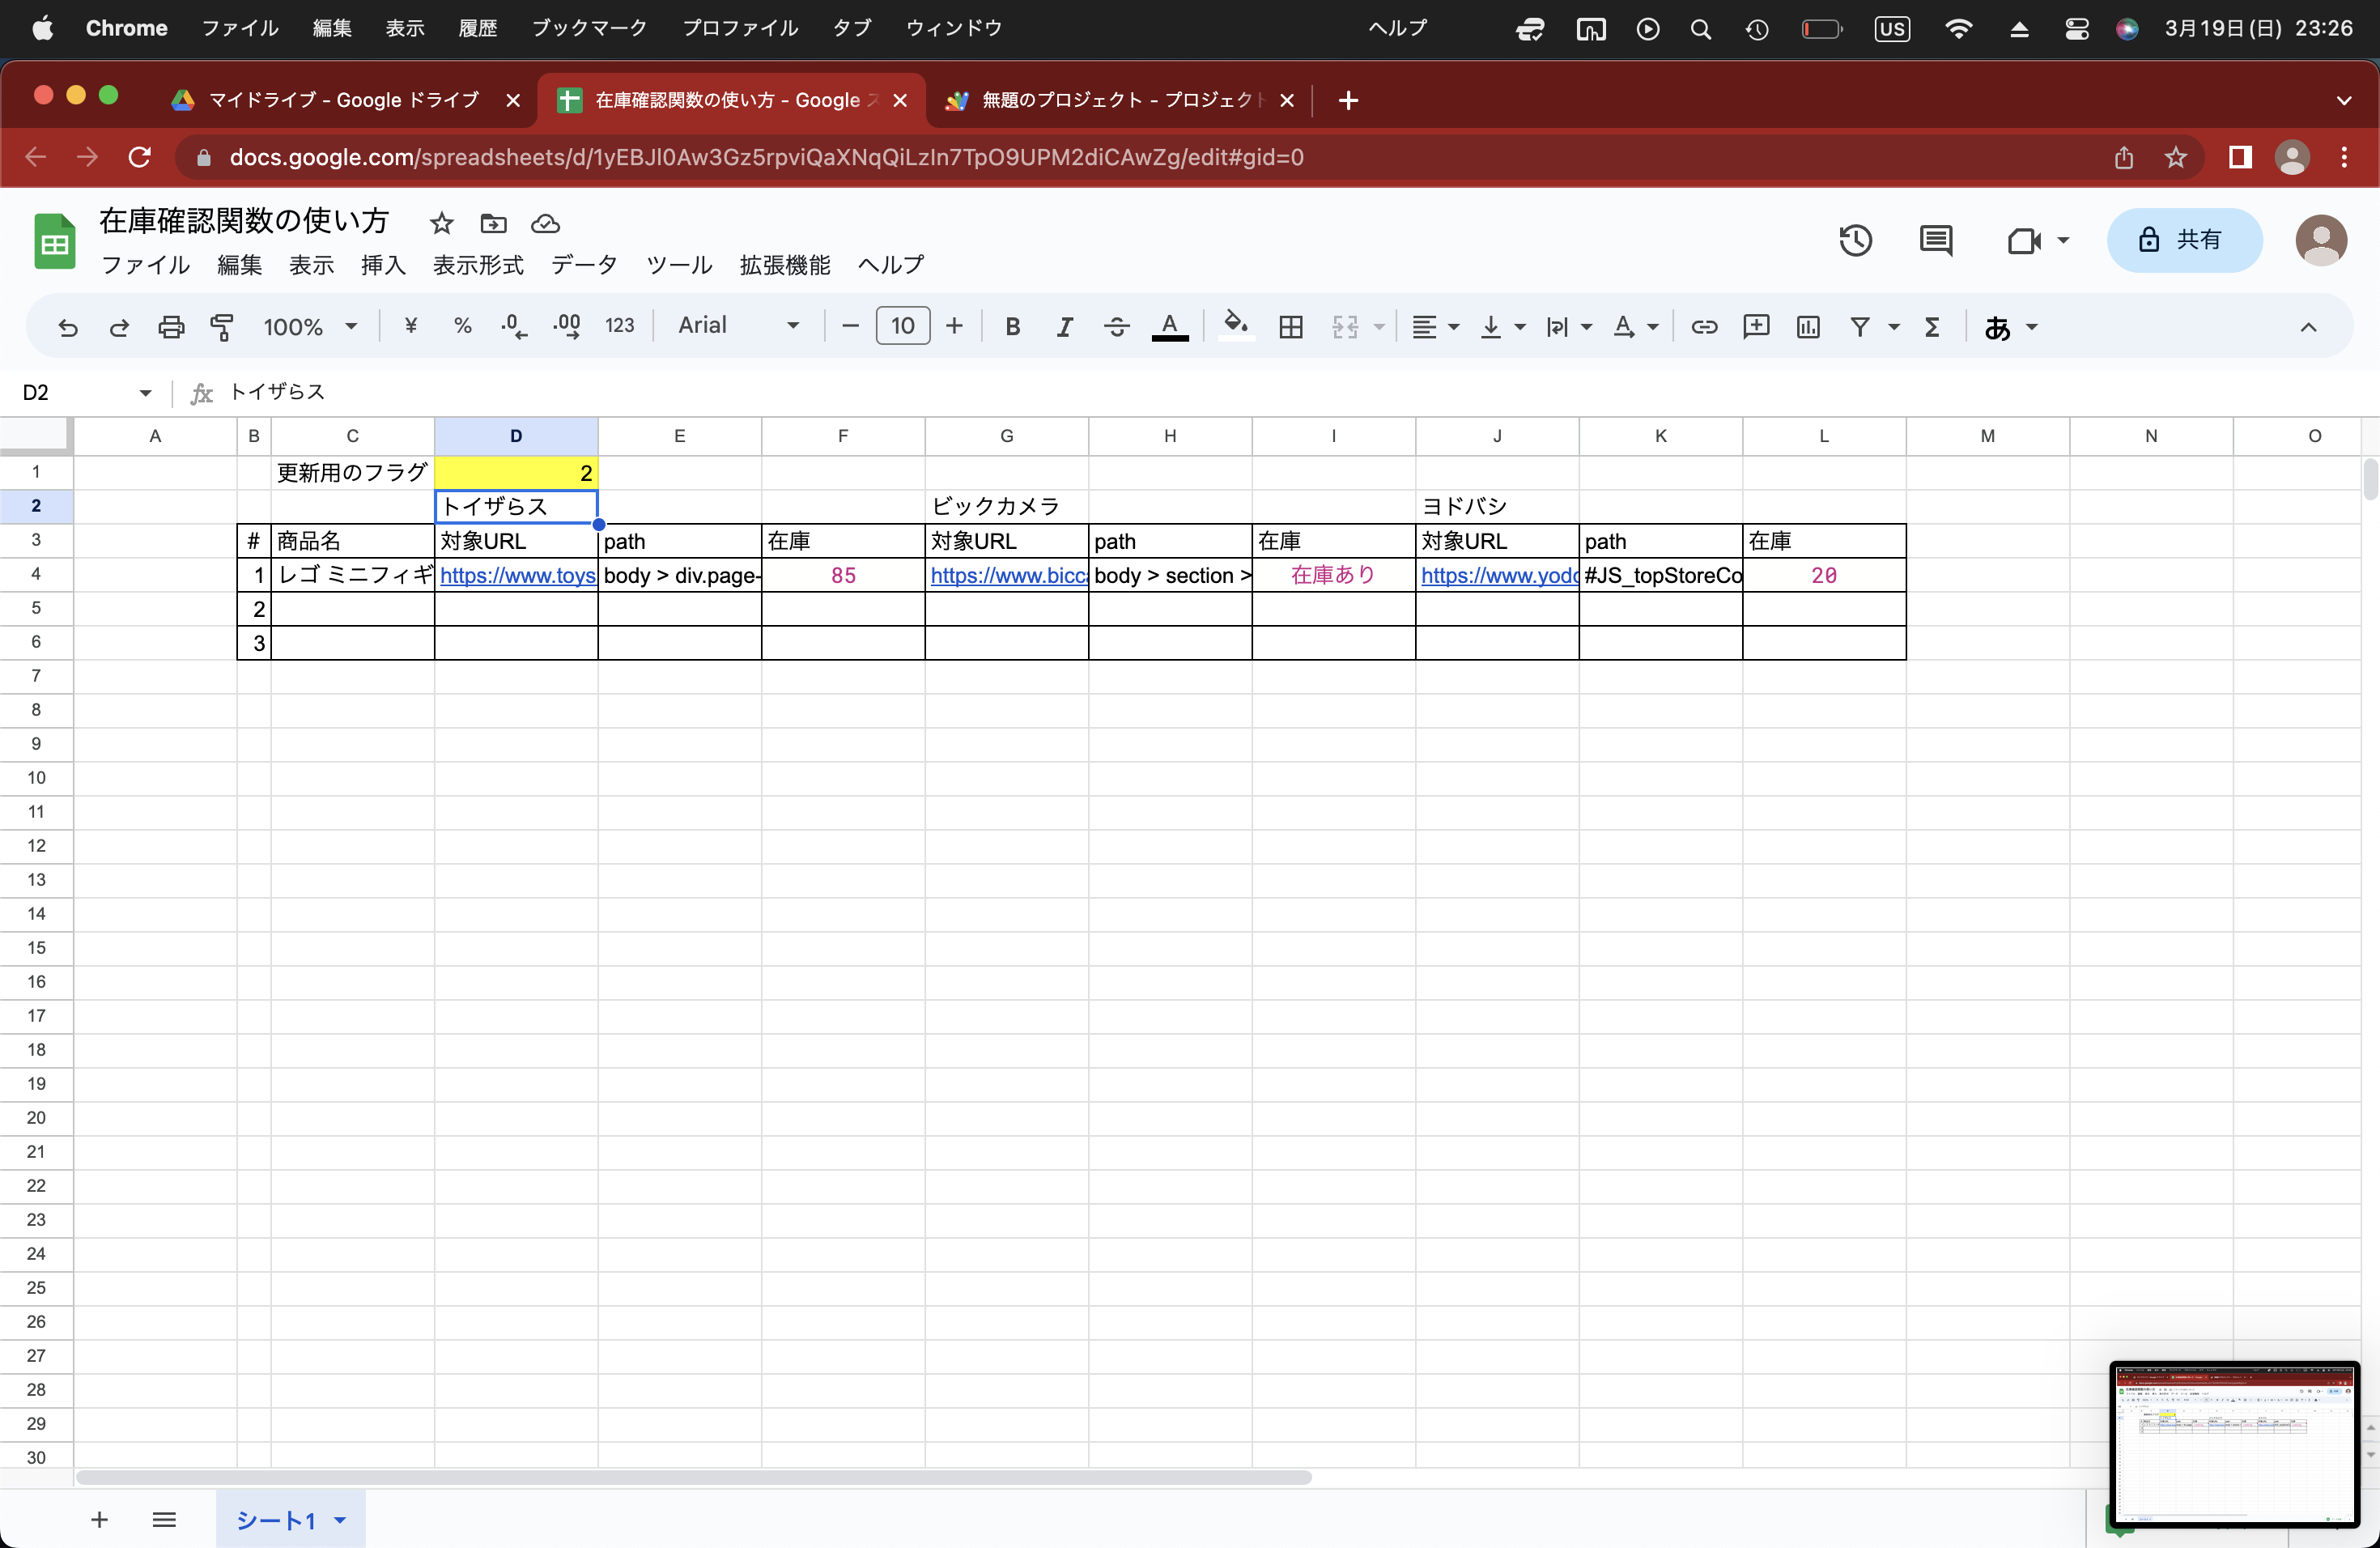 Chrome ファイル 編集 表示 履歴 ブックマーク プロファイル タブ ウィンドウ ヘルプ US 3月19日(日) 23:26
マイドライブ - Google ドライブ 在庫確認関数の使い方 - Google 無題のプロジェクト - プロジェクト
docs.google.com/spreadsheets/d/1yEBJl0Aw3Gz5rpviQaXNqQiLzIn7TpO9UPM2diCAwZg/edit#gid=0
在庫確認関数の使い方
ファイル 編集 表示 挿入 表示形式 データ ツール 拡張機能 ヘルプ 共有
100% ¥ % .0 .00 123 Arial 10 B I A あ
D2 fx トイザらス
A B C D E F G H I J K L M N O
1 更新用のフラグ 2
2 トイザらス ビックカメラ ヨドバシ
3 # 商品名 対象URL path 在庫 対象URL path 在庫 対象URL path 在庫
4 1 レゴ ミニフィギ https://www.toys body > div.page- 85 https://www.bicc body > section > 在庫あり https://www.yodo #JS_topStoreCo 20
5 2
6 3
7
8
9
10
11
12
13
14
15
16
17
18
19
20
21
22
23
24
25
26
27
28
29
30
シート1